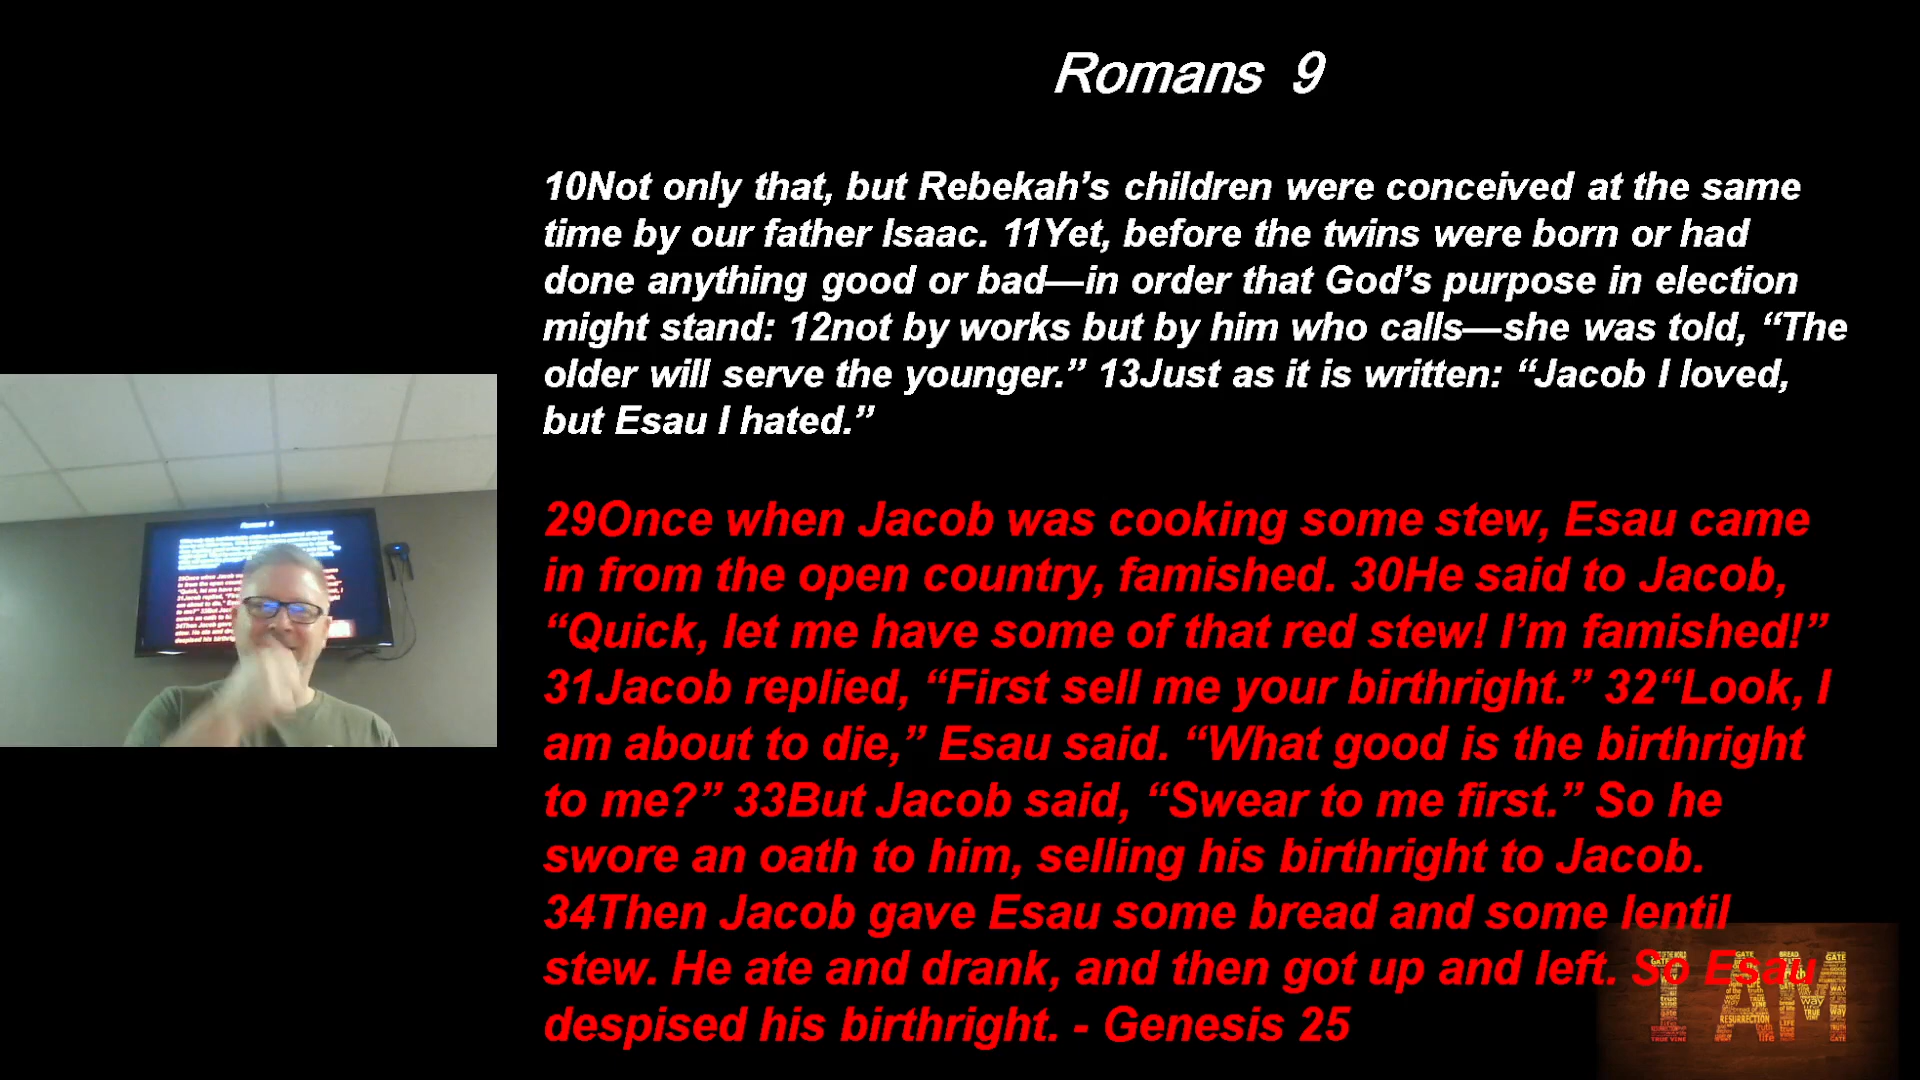 Romans 9
10Not only that, but Rebekah’s children were conceived at the same
time by our father Isaac. 11Yet, before the twins were born or had
done anything good or bad—in order that God’s purpose in election
might stand: 12not by works but by him who calls—she was told, “The
older will serve the younger.” 13Just as it is written: “Jacob I loved,
but Esau I hated.”
29Once when Jacob was cooking some stew, Esau came
in from the open country, famished. 30He said to Jacob,
“Quick, let me have some of that red stew! I’m famished!”
31Jacob replied, “First sell me your birthright.” 32“Look, I
am about to die,” Esau said. “What good is the birthright
to me?” 33But Jacob said, “Swear to me first.” So he
swore an oath to him, selling his birthright to Jacob.
34Then Jacob gave Esau some bread and some lentil
stew. He ate and drank, and then got up and left. So Esau
despised his birthright. - Genesis 25
I AM